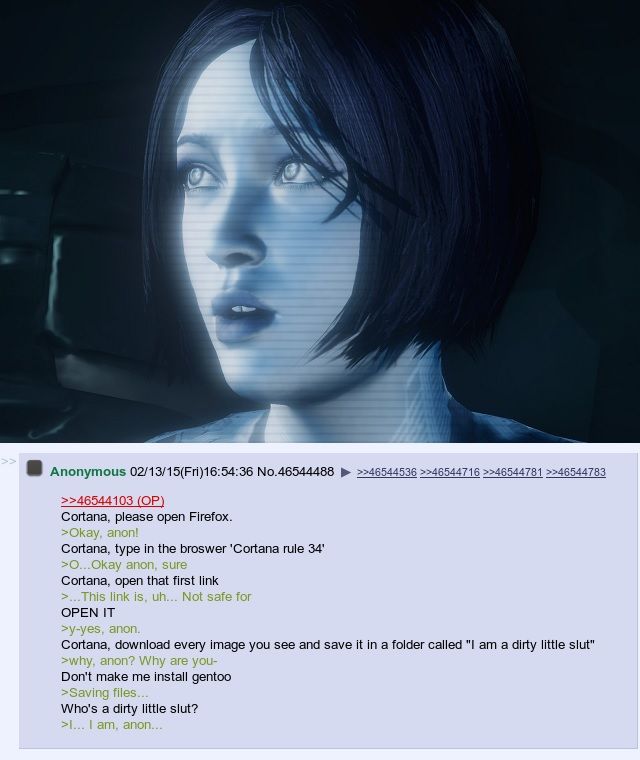 >>
Anonymous 02/13/15(Fri)16:54:36 No.46544488 ▶ >>46544536 >>46544716 >>46544781 >>46544783
>>46544103 (OP)
Cortana, please open Firefox.
>Okay, anon!
Cortana, type in the broswer 'Cortana rule 34'
>O...Okay anon, sure
Cortana, open that first link
>...This link is, uh... Not safe for
OPEN IT
>y-yes, anon.
Cortana, download every image you see and save it in a folder called "I am a dirty little slut"
>why, anon? Why are you-
Don't make me install gentoo
>Saving files...
Who's a dirty little slut?
>I... I am, anon...